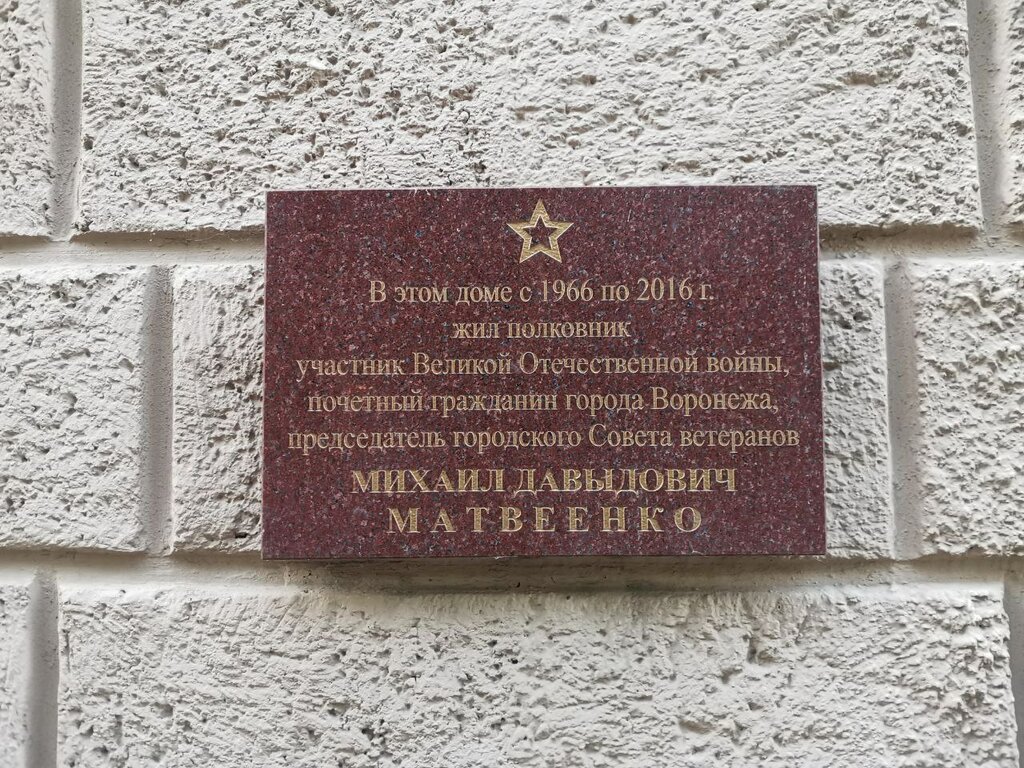 В этом доме с 1966 по 2016 г.
жил полковник
участник Великой Отечественной войны,
почетный гражданин города Воронежа,
председатель городского Совета ветеранов
МИХАИЛ ДАВЫДОВИЧ
МАТВЕЕНКО